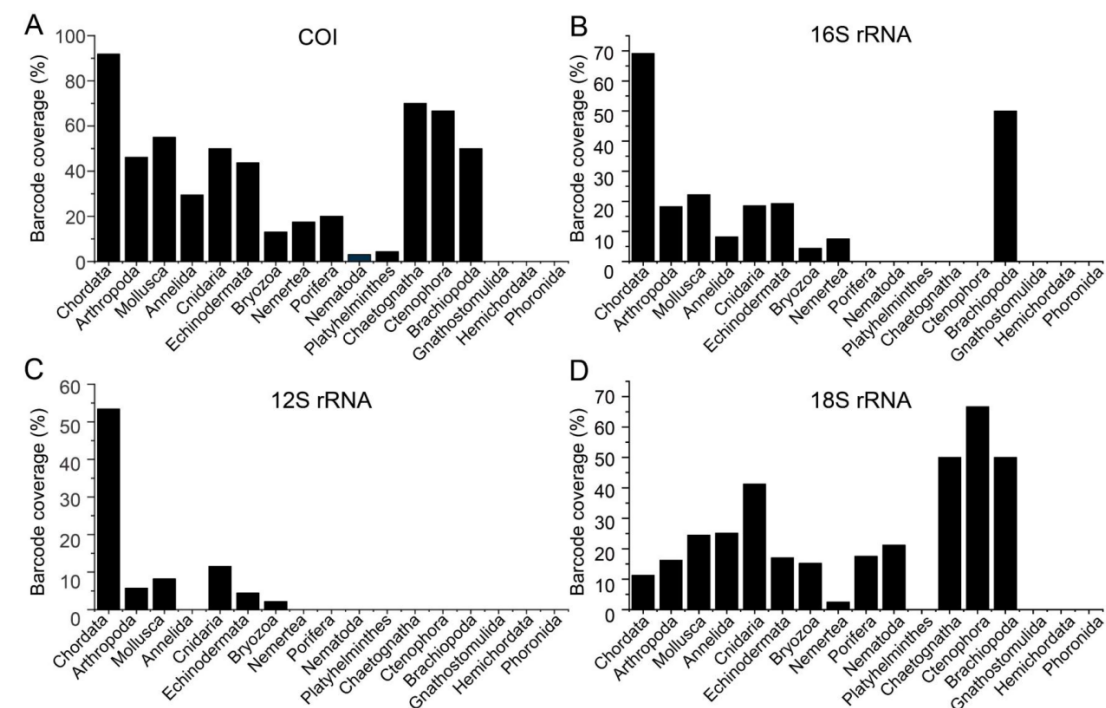 A
COI
Barcode coverage (%)
100
80
60
40
20
0
Chordata
Arthropoda
Mollusca
Annelida
Cnidaria
Echinodermata
Bryozoa
Nemertea
Porifera
Nematoda
Platyhelminthes
Chaetognatha
Ctenophora
Brachiopoda
Gnathostomulida
Hemichordata
Phoronida
B
16S rRNA
Barcode coverage (%)
70
60
50
40
30
20
10
0
Chordata
Arthropoda
Mollusca
Annelida
Cnidaria
Echinodermata
Bryozoa
Nemertea
Porifera
Nematoda
Platyhelminthes
Chaetognatha
Ctenophora
Brachiopoda
Gnathostomulida
Hemichordata
Phoronida
C
12S rRNA
Barcode coverage (%)
60
50
40
30
20
10
0
Chordata
Arthropoda
Mollusca
Annelida
Cnidaria
Echinodermata
Bryozoa
Nemertea
Porifera
Nematoda
Platyhelminthes
Chaetognatha
Ctenophora
Brachiopoda
Gnathostomulida
Hemichordata
Phoronida
D
18S rRNA
Barcode coverage (%)
70
60
50
40
30
20
10
0
Chordata
Arthropoda
Mollusca
Annelida
Cnidaria
Echinodermata
Bryozoa
Nemertea
Porifera
Nematoda
Platyhelminthes
Chaetognatha
Ctenophora
Brachiopoda
Gnathostomulida
Hemichordata
Phoronida